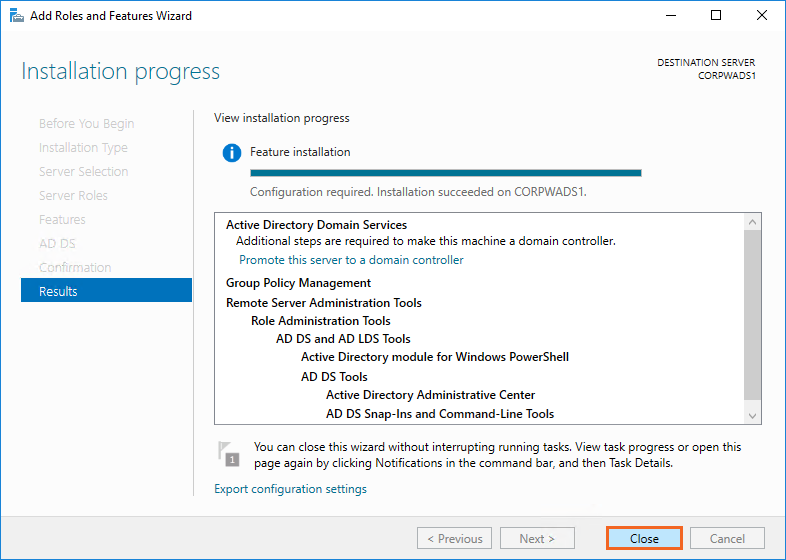 Add Roles and Features Wizard
Installation progress
DESTINATION SERVER
CORPWADS1
Before You Begin
Installation Type
Server Selection
Server Roles
Features
AD DS
Confirmation
Results
View installation progress
Feature installation
Configuration required. Installation succeeded on CORPWADS1.
Active Directory Domain Services
Additional steps are required to make this machine a domain controller.
Promote this server to a domain controller
Group Policy Management
Remote Server Administration Tools
Role Administration Tools
AD DS and AD LDS Tools
Active Directory module for Windows PowerShell
AD DS Tools
Active Directory Administrative Center
AD DS Snap-Ins and Command-Line Tools
1
You can close this wizard without interrupting running tasks. View task progress or open this
page again by clicking Notifications in the command bar, and then Task Details.
Export configuration settings
< Previous
Next >
Close
Cancel